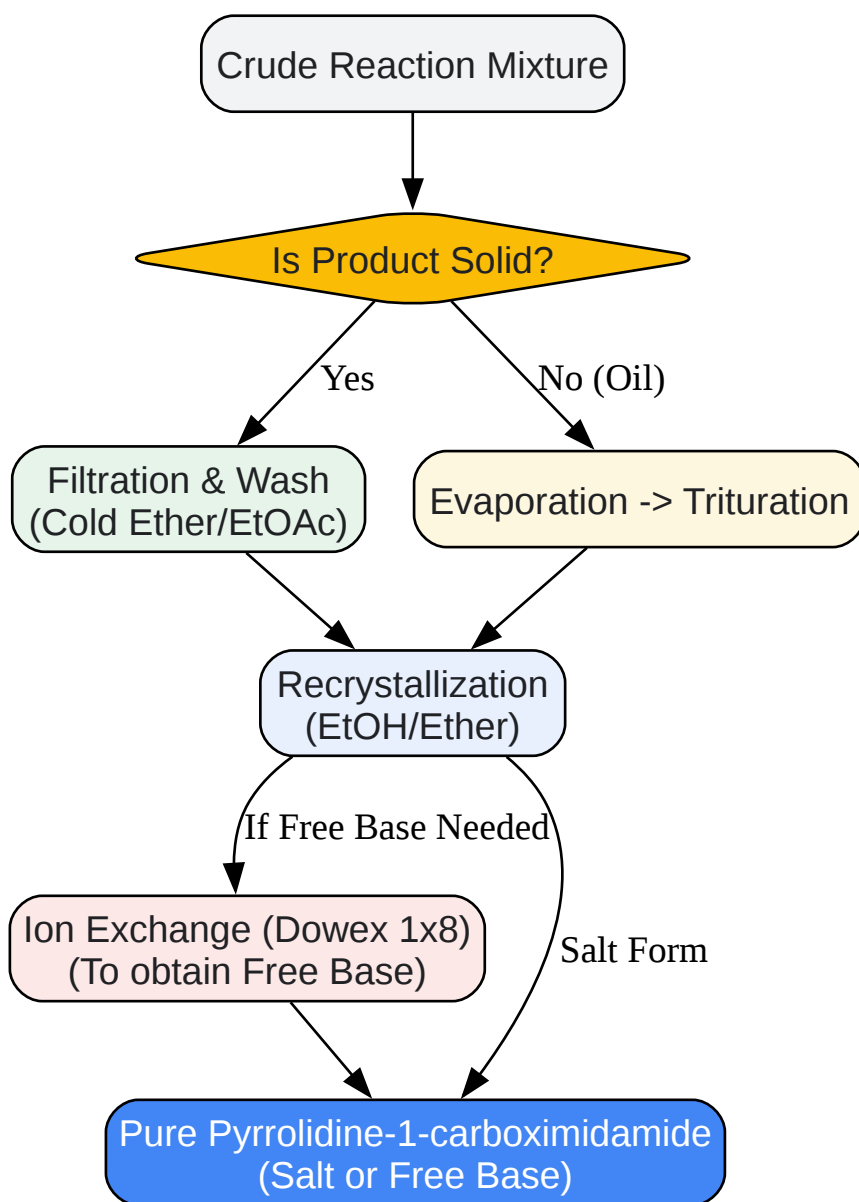 Crude Reaction Mixture
Is Product Solid?
Yes
No (Oil)
Filtration & Wash
(Cold Ether/EtOAc)
Evaporation -> Trituration
Recrystallization
(EtOH/Ether)
If Free Base Needed
Ion Exchange (Dowex 1x8)
(To obtain Free Base)
Salt Form
Pure Pyrrolidine-1-carboximidamide
(Salt or Free Base)